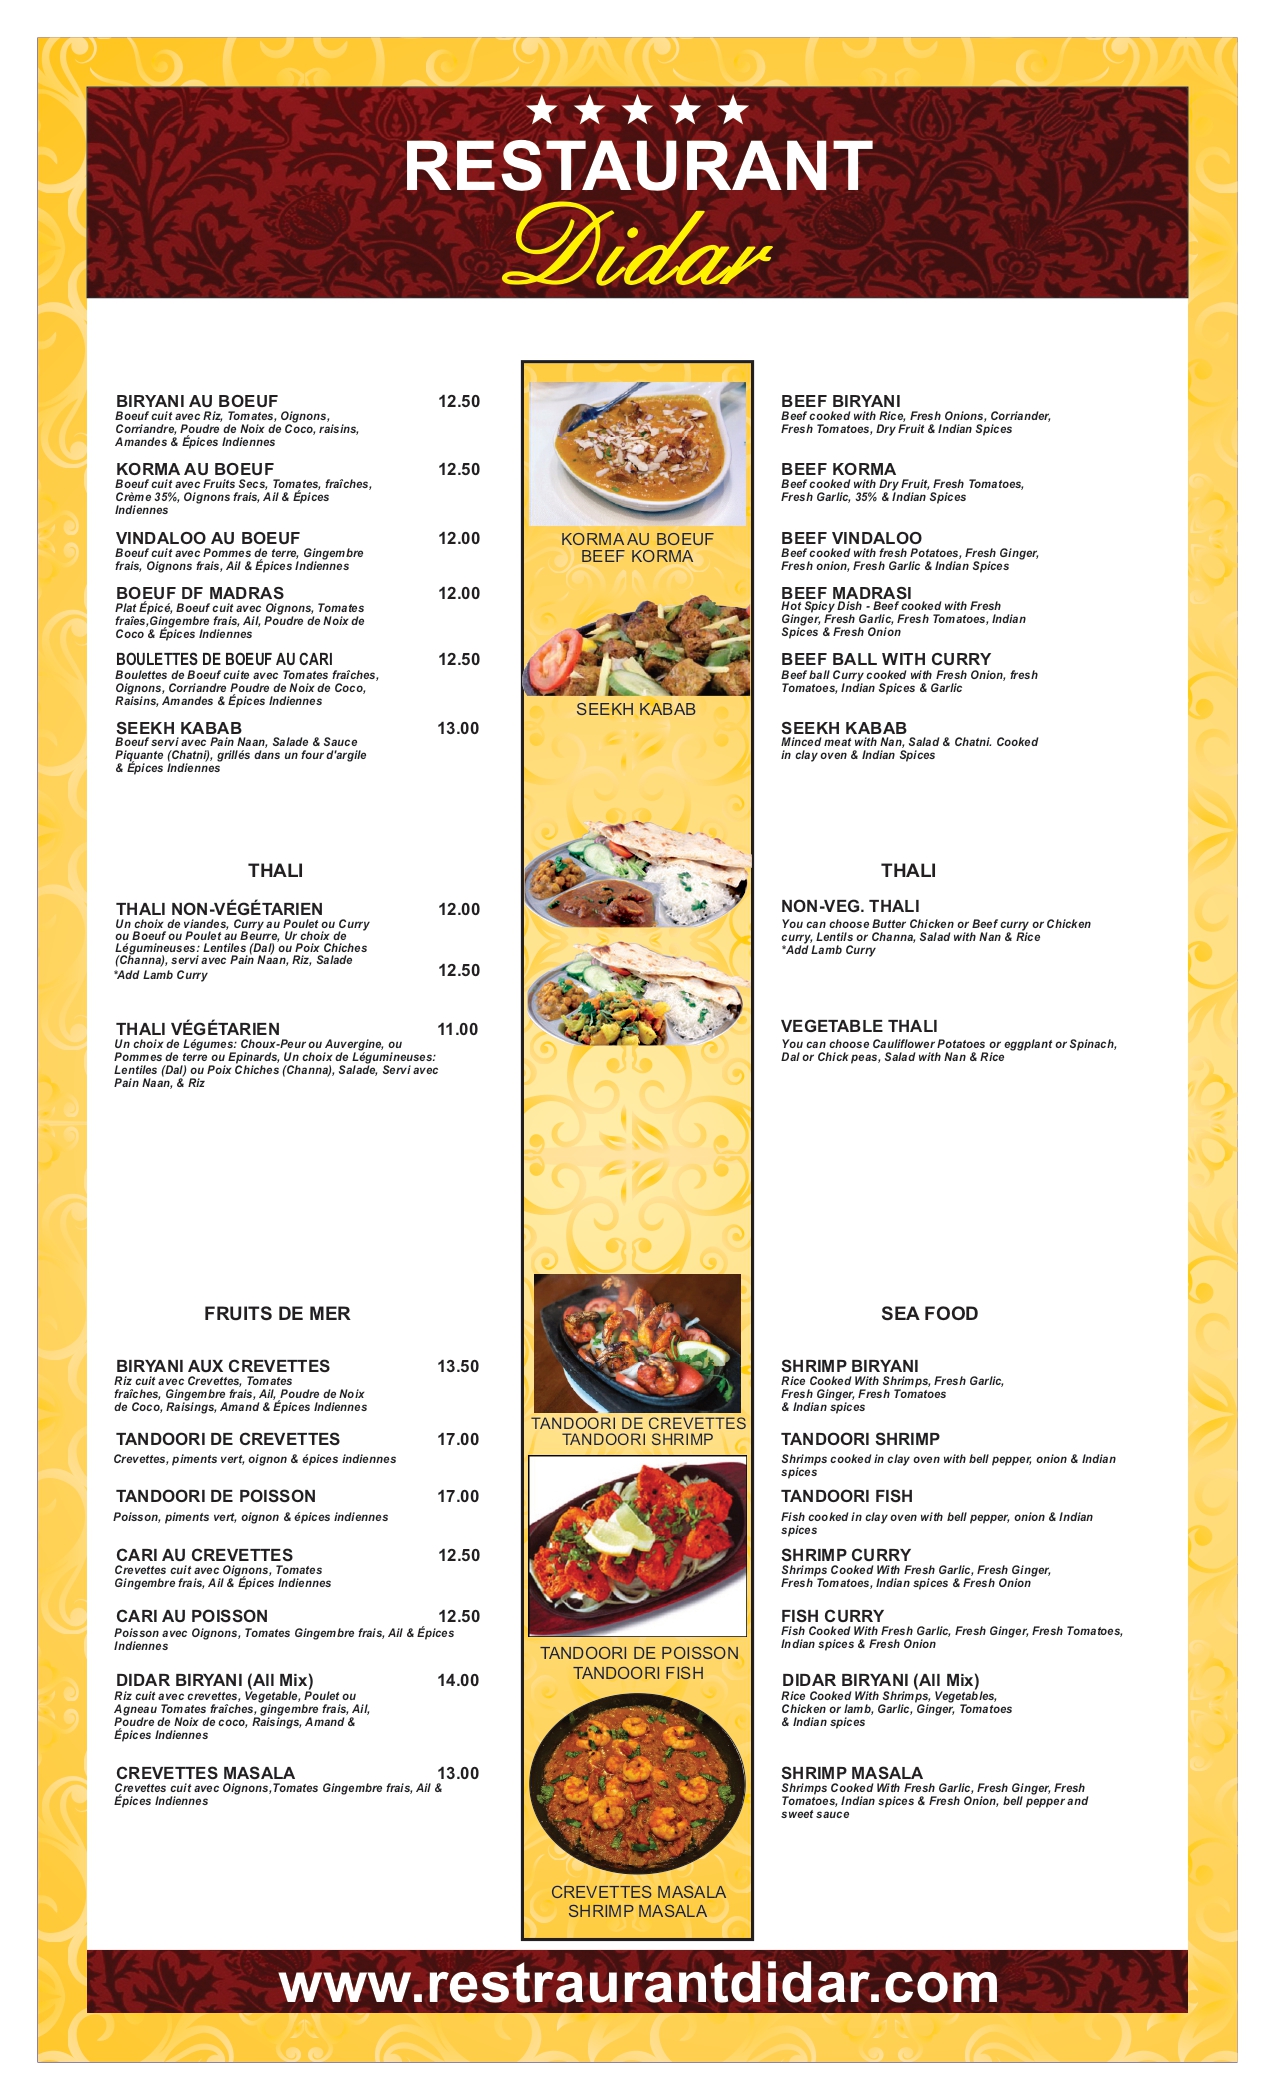 RESTAURANT
Didar
BIRYANI AU BOEUF 12.50
Boeuf cuit avec Riz, Tomates, Oignons,
Corriandre, Poudre de Noix de Coco, raisins,
Amandes & Épices Indiennes
KORMA AU BOEUF 12.50
Boeuf cuit avec Fruits Secs, Tomates, fraîches,
Crème 35%, Oignons frais, Ail & Épices
Indiennes
VINDALOO AU BOEUF 12.00
Boeuf cuit avec Pommes de terre, Gingembre
frais, Oignons frais, Ail & Épices Indiennes
BOEUF DF MADRAS 12.00
Plat Épicé, Boeuf cuit avec Oignons, Tomates
fraîes,Gingembre frais, Ail, Poudre de Noix de
Coco & Épices Indiennes
BOULETTES DE BOEUF AU CARI 12.50
Boulettes de Boeuf cuite avec Tomates fraîches,
Oignons, Corriandre Poudre de Noix de Coco,
Raisins, Amandes & Épices Indiennes
SEEKH KABAB 13.00
Boeuf servi avec Pain Naan, Salade & Sauce
Piquante (Chatni), grillés dans un four d'argile
& Épices Indiennes
THALI
THALI NON-VÉGÉTARIEN 12.00
Un choix de viandes, Curry au Poulet ou Curry
ou Boeuf ou Poulet au Beurre, Ur choix de
Légumineuses: Lentiles (Dal) ou Poix Chiches
(Channa), servi avec Pain Naan, Riz, Salade
*Add Lamb Curry 12.50
THALI VÉGÉTARIEN 11.00
Un choix de Légumes: Choux-Peur ou Auvergine, ou
Pommes de terre ou Epinards, Un choix de Légumineuses:
Lentiles (Dal) ou Poix Chiches (Channa), Salade, Servi avec
Pain Naan, & Riz
FRUITS DE MER
BIRYANI AUX CREVETTES 13.50
Riz cuit avec Crevettes, Tomates
fraîches, Gingembre frais, Ail, Poudre de Noix
de Coco, Raisings, Amand & Épices Indiennes
TANDOORI DE CREVETTES 17.00
Crevettes, piments vert, oignon & épices indiennes
TANDOORI DE POISSON 17.00
Poisson, piments vert, oignon & épices indiennes
CARI AU CREVETTES 12.50
Crevettes cuit avec Oignons, Tomates
Gingembre frais, Ail & Épices Indiennes
CARI AU POISSON 12.50
Poisson avec Oignons, Tomates Gingembre frais, Ail & Épices
Indiennes
DIDAR BIRYANI (All Mix) 14.00
Riz cuit avec crevettes, Vegetable, Poulet ou
Agneau Tomates fraîches, gingembre frais, Ail,
Poudre de Noix de coco, Raisings, Amand &
Épices Indiennes
CREVETTES MASALA 13.00
Crevettes cuit avec Oignons,Tomates Gingembre frais, Ail &
Épices Indiennes
KORMA AU BOEUF
BEEF KORMA
SEEKH KABAB
TANDOORI DE CREVETTES
TANDOORI SHRIMP
TANDOORI DE POISSON
TANDOORI FISH
CREVETTES MASALA
SHRIMP MASALA
BEEF BIRYANI
Beef cooked with Rice, Fresh Onions, Corriander,
Fresh Tomatoes, Dry Fruit & Indian Spices
BEEF KORMA
Beef cooked with Dry Fruit, Fresh Tomatoes,
Fresh Garlic, 35% & Indian Spices
BEEF VINDALOO
Beef cooked with fresh Potatoes, Fresh Ginger,
Fresh onion, Fresh Garlic & Indian Spices
BEEF MADRASI
Hot Spicy Dish - Beef cooked with Fresh
Ginger, Fresh Garlic, Fresh Tomatoes, Indian
Spices & Fresh Onion
BEEF BALL WITH CURRY
Beef ball Curry cooked with Fresh Onion, fresh
Tomatoes, Indian Spices & Garlic
SEEKH KABAB
Minced meat with Nan, Salad & Chatni. Cooked
in clay oven & Indian Spices
THALI
NON-VEG. THALI
You can choose Butter Chicken or Beef curry or Chicken
curry, Lentils or Channa, Salad with Nan & Rice
*Add Lamb Curry
VEGETABLE THALI
You can choose Cauliflower Potatoes or eggplant or Spinach,
Dal or Chick peas, Salad with Nan & Rice
SEA FOOD
SHRIMP BIRYANI
Rice Cooked With Shrimps, Fresh Garlic,
Fresh Ginger, Fresh Tomatoes
& Indian spices
TANDOORI SHRIMP
Shrimps cooked in clay oven with bell pepper, onion & Indian
spices
TANDOORI FISH
Fish cooked in clay oven with bell pepper, onion & Indian
spices
SHRIMP CURRY
Shrimps Cooked With Fresh Garlic, Fresh Ginger,
Fresh Tomatoes, Indian spices & Fresh Onion
FISH CURRY
Fish Cooked With Fresh Garlic, Fresh Ginger, Fresh Tomatoes,
Indian spices & Fresh Onion
DIDAR BIRYANI (All Mix)
Rice Cooked With Shrimps, Vegetables,
Chicken or lamb, Garlic, Ginger, Tomatoes
& Indian spices
SHRIMP MASALA
Shrimps Cooked With Fresh Garlic, Fresh Ginger, Fresh
Tomatoes, Indian spices & Fresh Onion, bell pepper and
sweet sauce
www.restraurantdidar.com